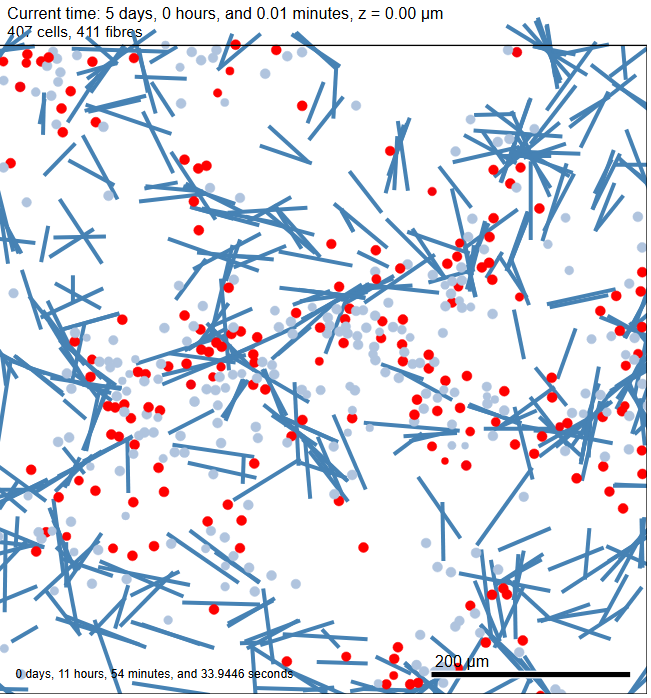 Current time: 5 days, 0 hours, and 0.01 minutes, z = 0.00 μm
407 cells, 411 fibres
200 μm
0 days, 11 hours, 54 minutes, and 33.9446 seconds